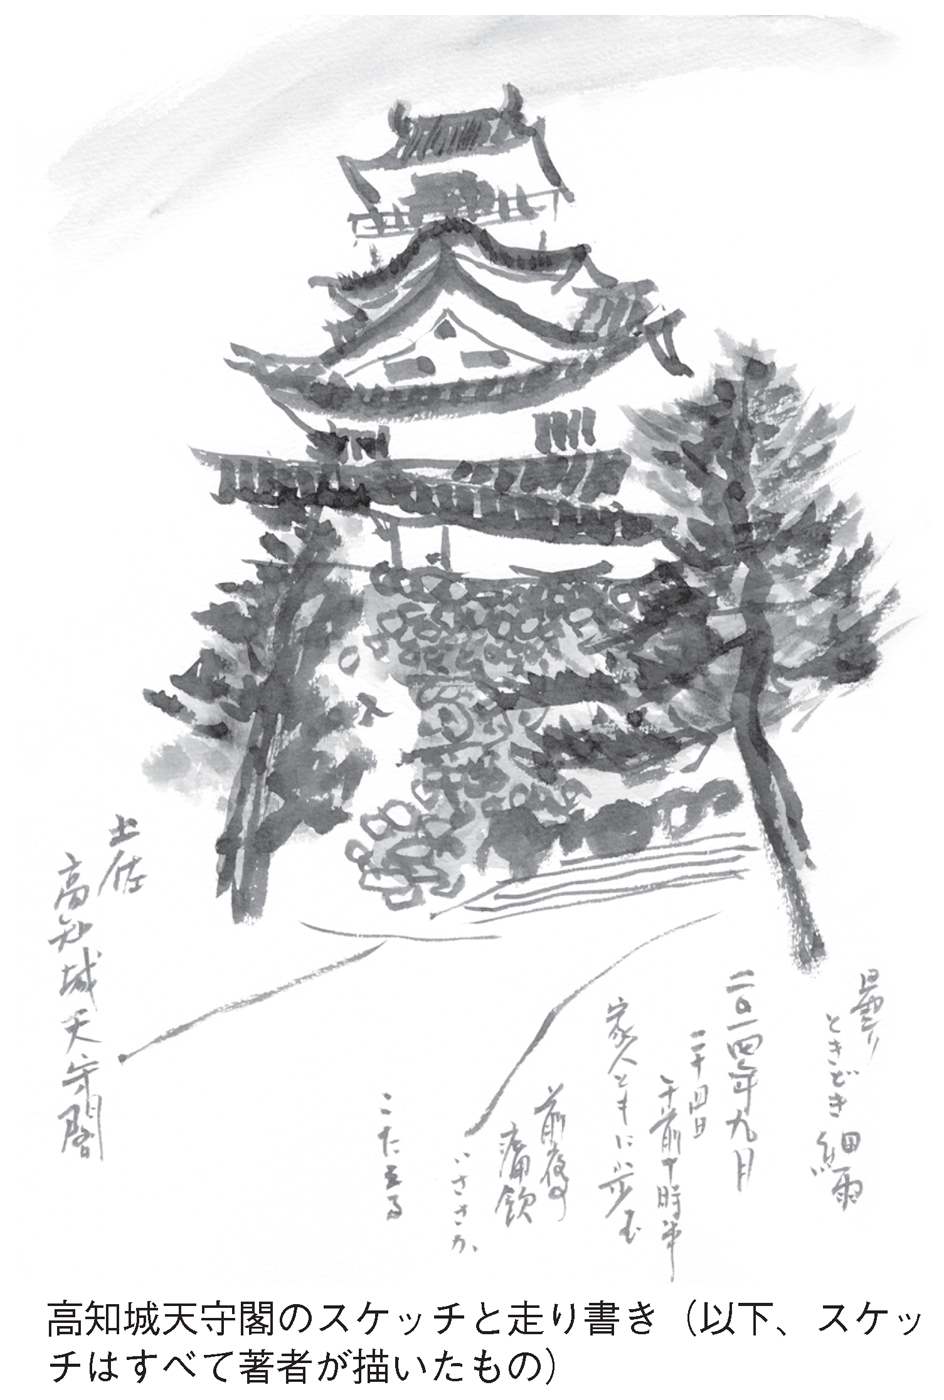 曇り
ときどき
細雨
二〇一四年九月
二十四日
午前十時半
家人ともに歩む
前夜の
痛飲
いささか
こたえる
土佐
高知城天守閣
高知城天守閣のスケッチと走り書き（以下、スケッ
チはすべて著者が描いたもの）